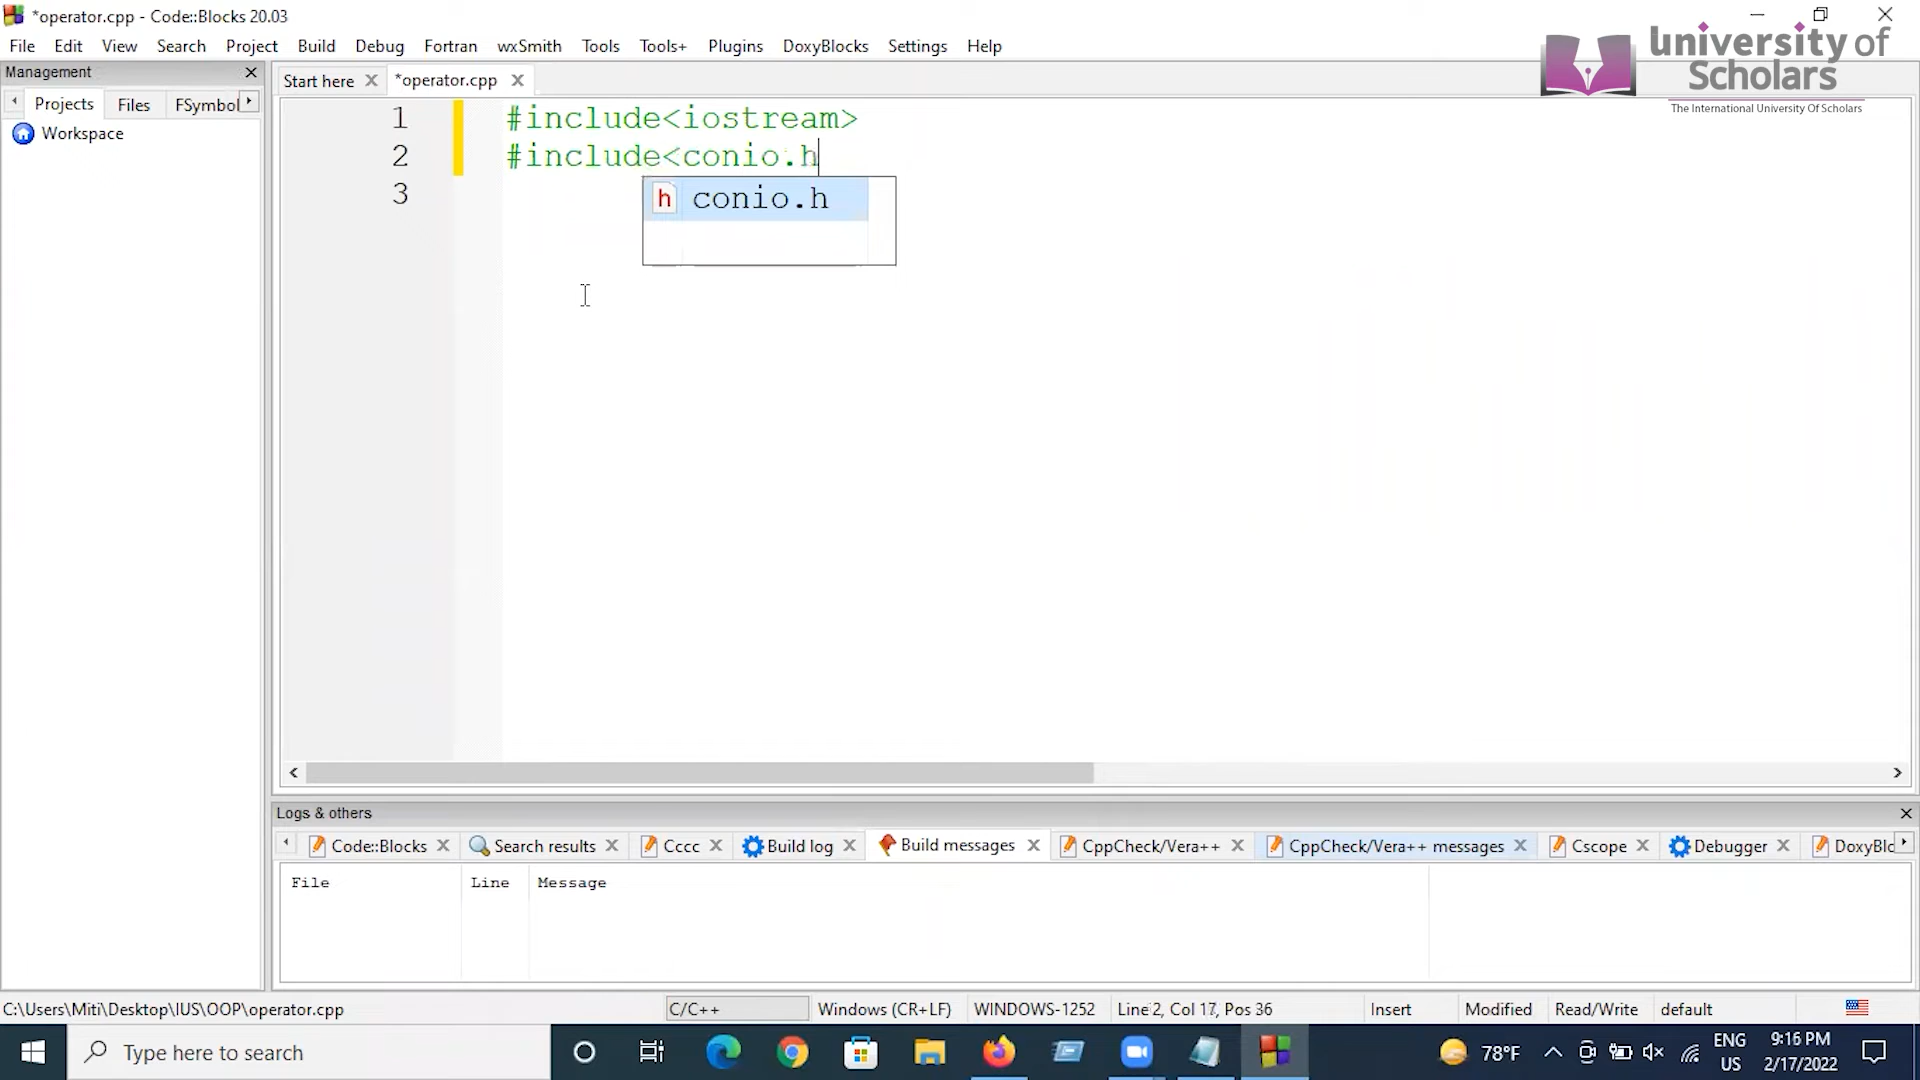 *operator.cpp - Code::Blocks 20.03
university of
Scholars
The International University Of Scholars
File Edit View Search Project Build Debug Fortran wxSmith Tools Tools+ Plugins DoxyBlocks Settings Help
Management
Start here *operator.cpp
Projects Files FSymbol
Workspace
1 #include<iostream>
2 #include<conio.h
3
h conio.h
Logs & others
Code::Blocks Search results Cccc Build log Build messages CppCheck/Vera++ CppCheck/Vera++ messages Cscope Debugger DoxyBlo
File Line Message
C:\Users\Miti\Desktop\IUS\OOP\operator.cpp C/C++ Windows (CR+LF) WINDOWS-1252 Line 2, Col 17, Pos 36 Insert Modified Read/Write default
Type here to search
78°F
ENG
US
9:16 PM
2/17/2022